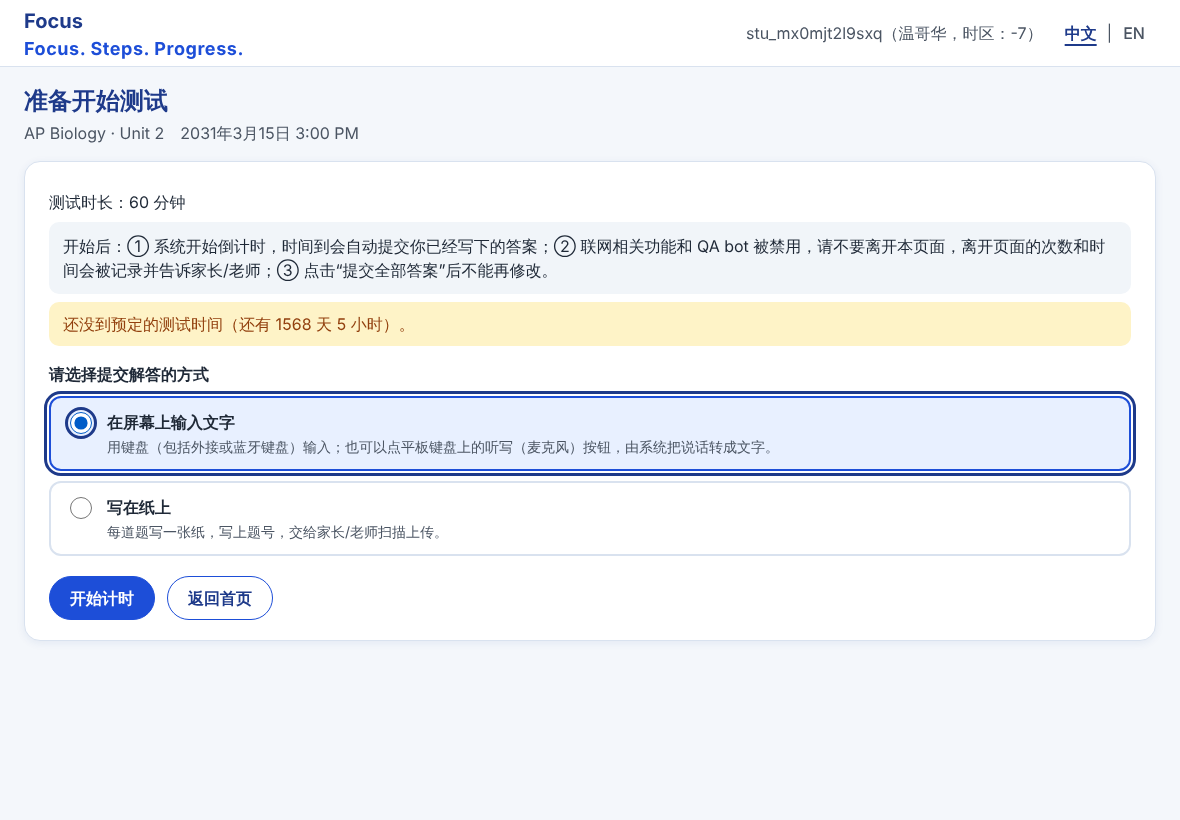 Focus
Focus. Steps. Progress.
stu_mx0mjt2l9sxq（温哥华，时区：-7）
中文 | EN
准备开始测试
AP Biology · Unit 2 2031年3月15日 3:00 PM
测试时长：60 分钟
开始后：① 系统开始倒计时，时间到会自动提交你已经写下的答案；② 联网相关功能和 QA bot 被禁用，请不要离开本页面，离开页面的次数和时
间会被记录并告诉家长/老师；③ 点击“提交全部答案”后不能再修改。
还没到预定的测试时间（还有 1568 天 5 小时）。
请选择提交解答的方式
在屏幕上输入文字
用键盘（包括外接或蓝牙键盘）输入；也可以点平板键盘上的听写（麦克风）按钮，由系统把说话转成文字。
写在纸上
每道题写一张纸，写上题号，交给家长/老师扫描上传。
开始计时
返回首页